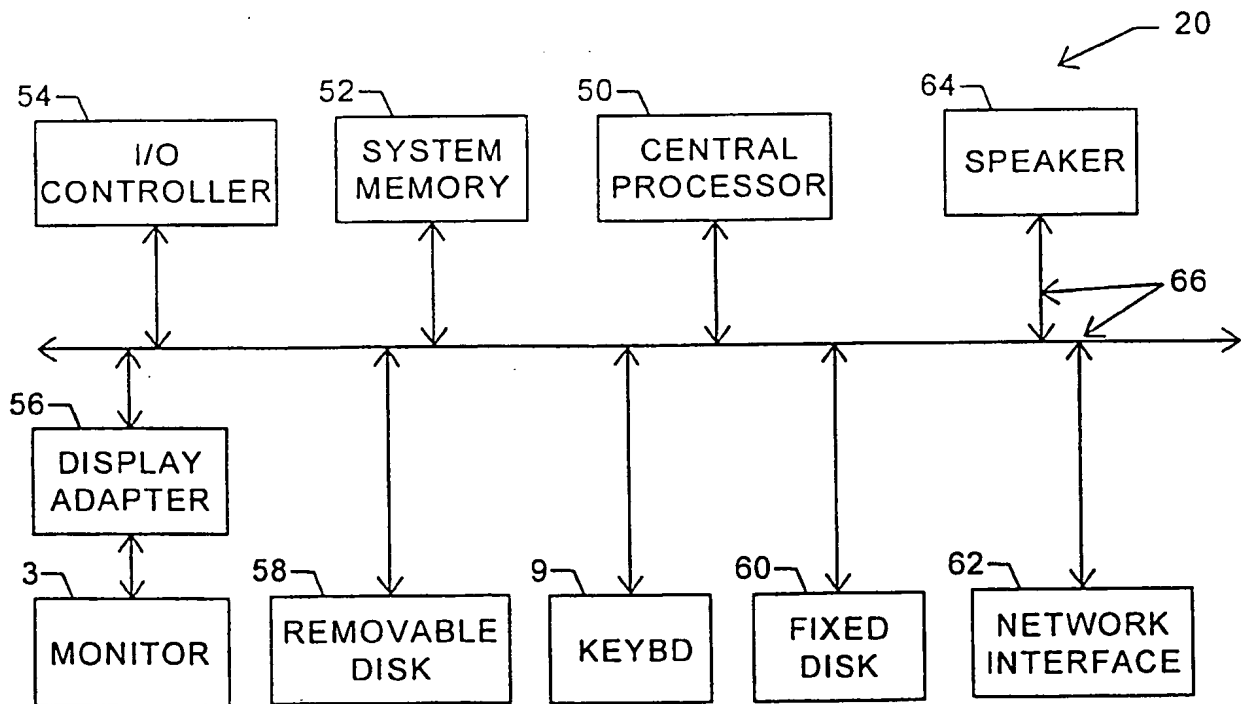 20
54
I/O
CONTROLLER
52
SYSTEM
MEMORY
50
CENTRAL
PROCESSOR
64
SPEAKER
66
56
DISPLAY
ADAPTER
3
MONITOR
58
REMOVABLE
DISK
9
KEYBD
60
FIXED
DISK
62
NETWORK
INTERFACE